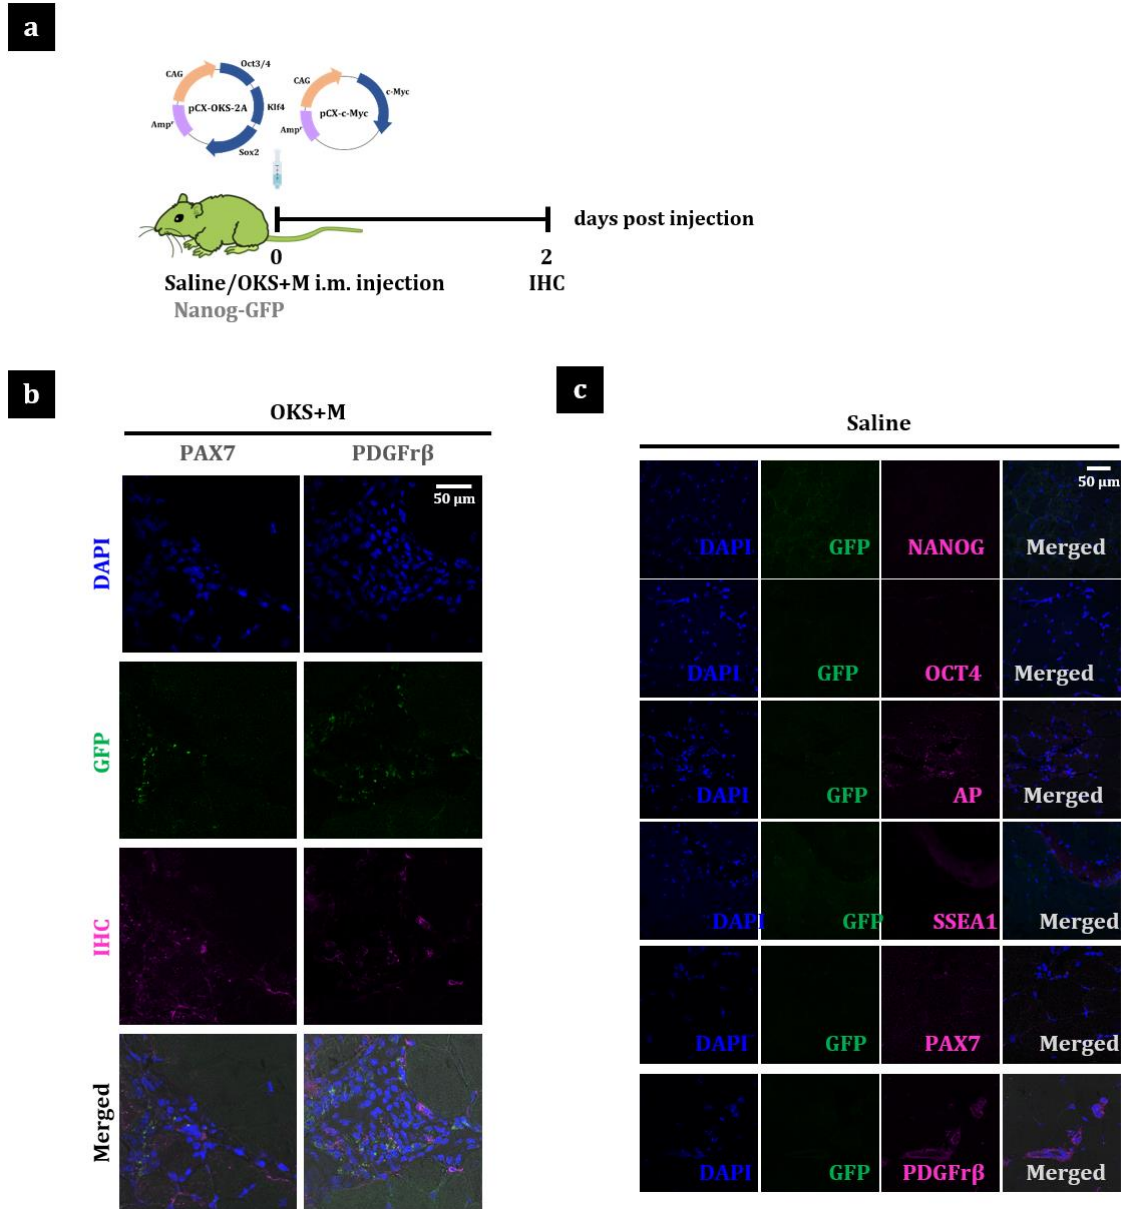 a
Oct3/4
CAG
pCX-OKS-2A
Klf4
Ampʳ
Sox2
CAG
c-Myc
pCX-c-Myc
Ampʳ
days post injection
0
2
Saline/OKS+M i.m. injection
IHC
Nanog-GFP
b
OKS+M
PAX7
PDGFrβ
50 μm
DAPI
GFP
IHC
Merged
c
Saline
50 μm
DAPI GFP NANOG Merged
DAPI GFP OCT4 Merged
DAPI GFP AP Merged
DAPI GFP SSEA1 Merged
DAPI GFP PAX7 Merged
DAPI GFP PDGFrβ Merged